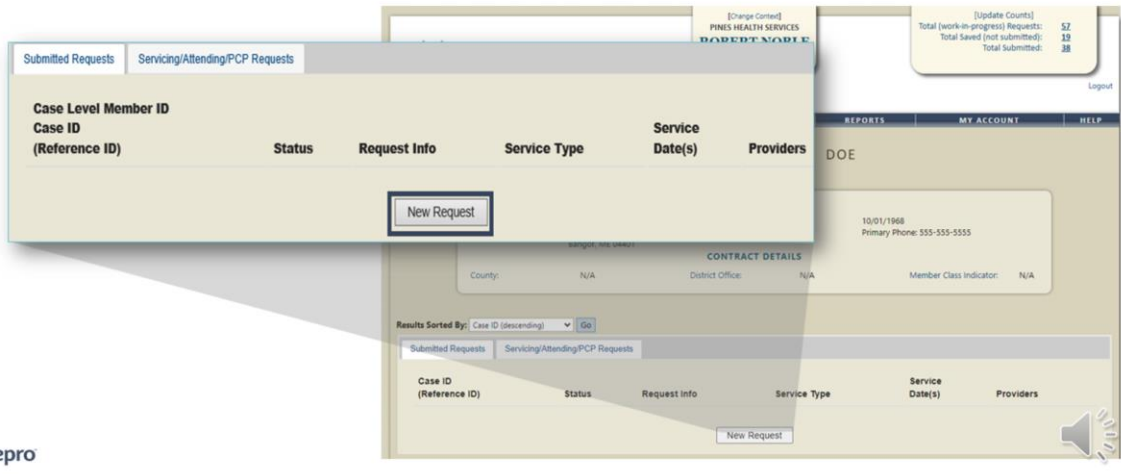 [Change Context]
PINES HEALTH SERVICES
ROBERT NOBLE
[Update Counts]
Total (work-in-progress) Requests: 57
Total Saved (not submitted): 19
Total Submitted: 38
Logout
REPORTS MY ACCOUNT HELP
Submitted Requests Servicing/Attending/PCP Requests
Case Level Member ID
Case ID
(Reference ID) Status Request Info Service Type Service Date(s) Providers
New Request
DOE
10/01/1968
Primary Phone: 555-555-5555
Bangor, ME 04401
CONTRACT DETAILS
County: N/A District Office: N/A Member Class Indicator: N/A
Results Sorted By: Case ID (descending) Go
Submitted Requests Servicing/Attending/PCP Requests
Case ID
(Reference ID) Status Request Info Service Type Service Date(s) Providers
New Request
epro